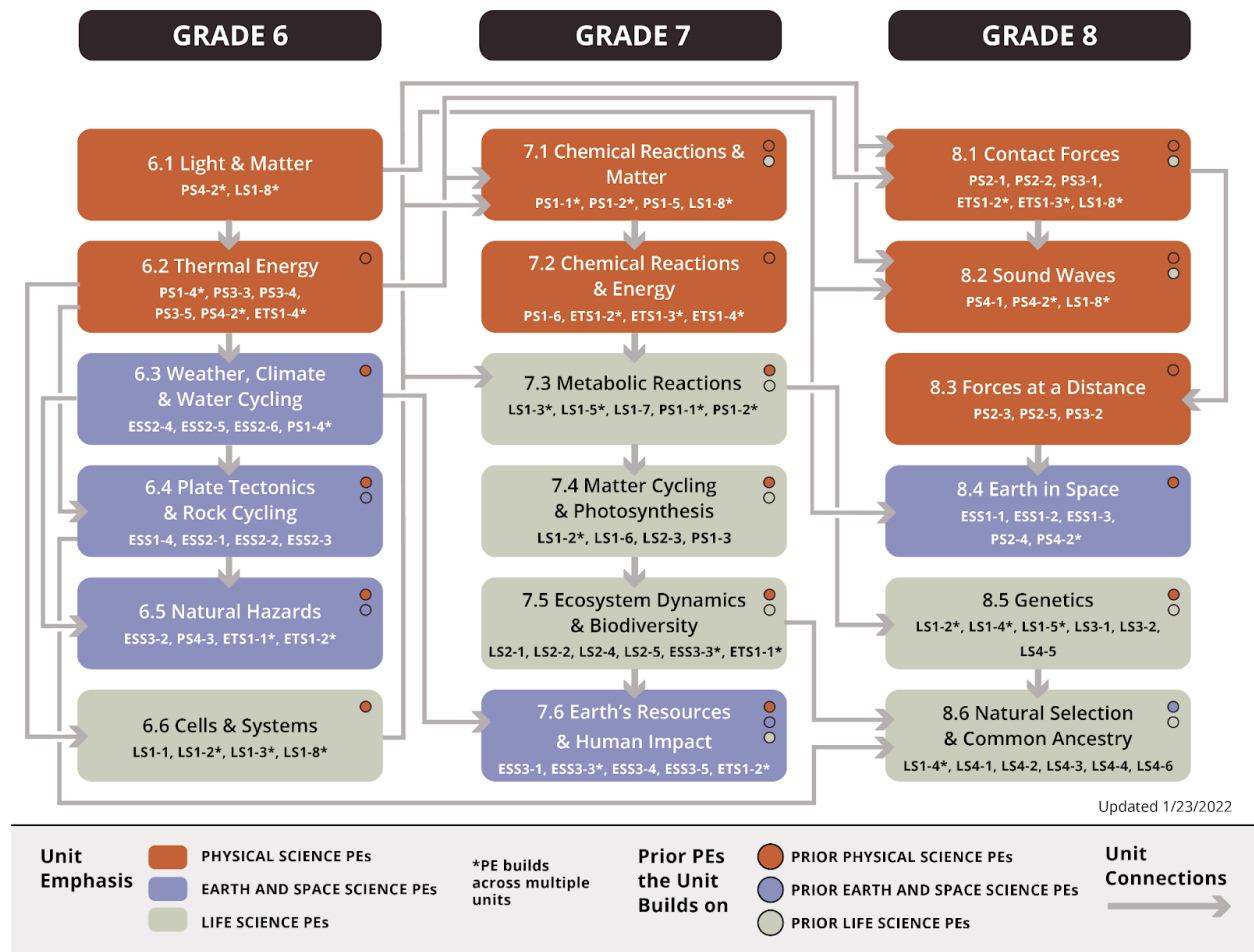 GRADE 6
GRADE 7
GRADE 8
6.1 Light & Matter
PS4-2*, LS1-8*
6.2 Thermal Energy
PS1-4*, PS3-3, PS3-4,
PS3-5, PS4-2*, ETS1-4*
6.3 Weather, Climate
& Water Cycling
ESS2-4, ESS2-5, ESS2-6, PS1-4*
6.4 Plate Tectonics
& Rock Cycling
ESS1-4, ESS2-1, ESS2-2, ESS2-3
6.5 Natural Hazards
ESS3-2, PS4-3, ETS1-1*, ETS1-2*
6.6 Cells & Systems
LS1-1, LS1-2*, LS1-3*, LS1-8*
7.1 Chemical Reactions &
Matter
PS1-1*, PS1-2*, PS1-5, LS1-8*
7.2 Chemical Reactions
& Energy
PS1-6, ETS1-2*, ETS1-3*, ETS1-4*
7.3 Metabolic Reactions
LS1-3*, LS1-5*, LS1-7, PS1-1*, PS1-2*
7.4 Matter Cycling
& Photosynthesis
LS1-2*, LS1-6, LS2-3, PS1-3
7.5 Ecosystem Dynamics
& Biodiversity
LS2-1, LS2-2, LS2-4, LS2-5, ESS3-3*, ETS1-1*
7.6 Earth's Resources
& Human Impact
ESS3-1, ESS3-3*, ESS3-4, ESS3-5, ETS1-2*
8.1 Contact Forces
PS2-1, PS2-2, PS3-1,
ETS1-2*, ETS1-3*, LS1-8*
8.2 Sound Waves
PS4-1, PS4-2*, LS1-8*
8.3 Forces at a Distance
PS2-3, PS2-5, PS3-2
8.4 Earth in Space
ESS1-1, ESS1-2, ESS1-3,
PS2-4, PS4-2*
8.5 Genetics
LS1-2*, LS1-4*, LS1-5*, LS3-1, LS3-2,
LS4-5
8.6 Natural Selection
& Common Ancestry
LS1-4*, LS4-1, LS4-2, LS4-3, LS4-4, LS4-6
Updated 1/23/2022
Unit
Emphasis
PHYSICAL SCIENCE PEs
EARTH AND SPACE SCIENCE PEs
LIFE SCIENCE PEs
*PE builds
across multiple
units
Prior PEs
the Unit
Builds on
PRIOR PHYSICAL SCIENCE PEs
PRIOR EARTH AND SPACE SCIENCE PEs
PRIOR LIFE SCIENCE PEs
Unit
Connections